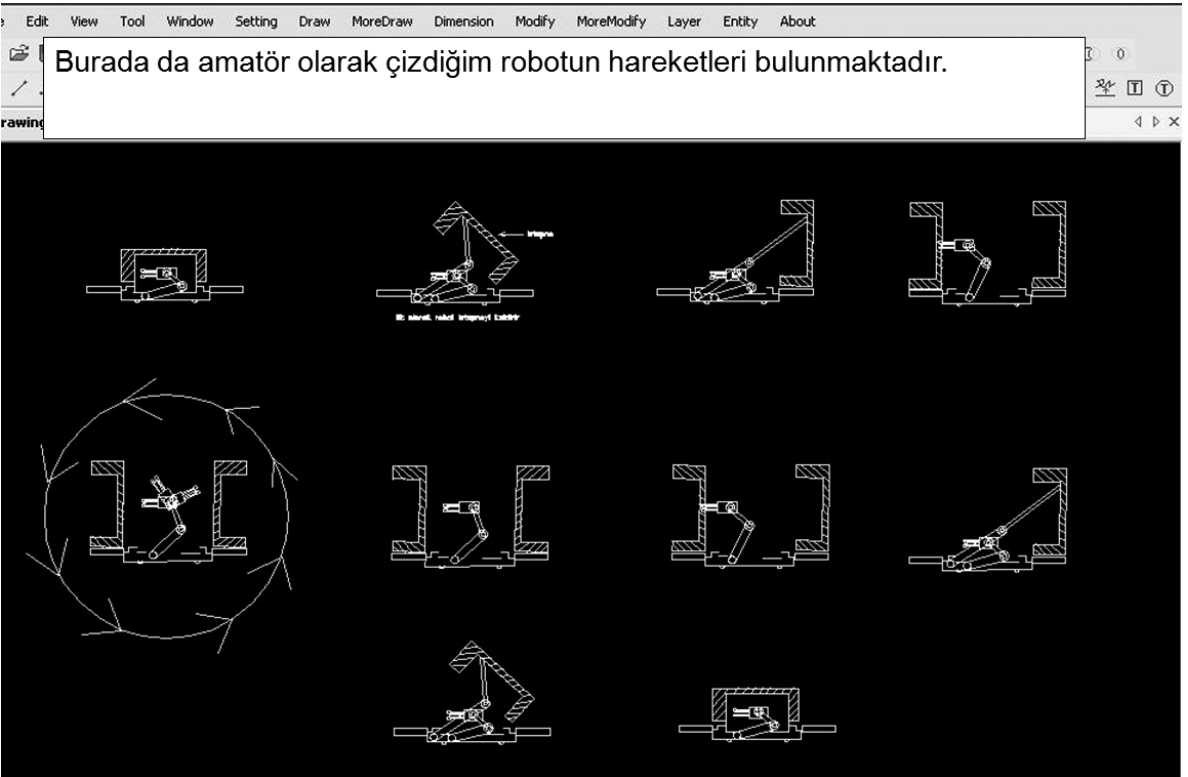 Edit View Tool Window Setting Draw MoreDraw Dimension Modify MoreModify Layer Entity About
Burada da amatör olarak çizdiğim robotun hareketleri bulunmaktadır.
rawing